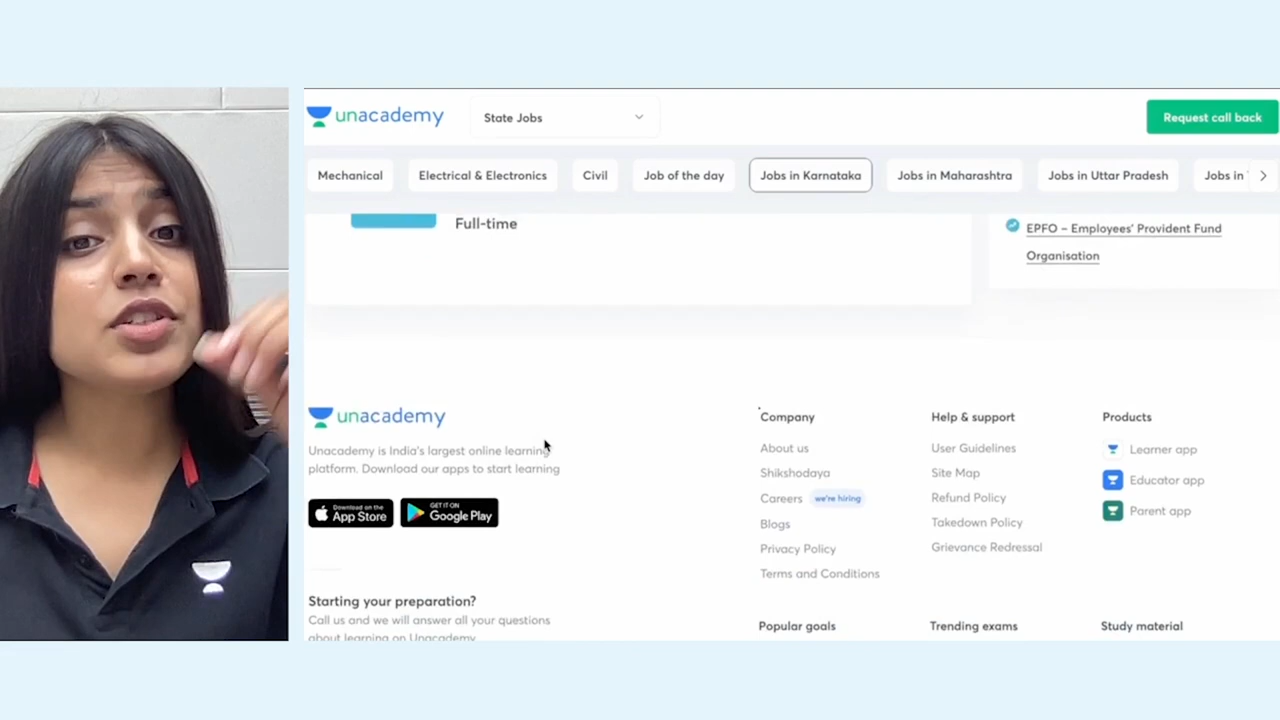 unacademy
State Jobs
Request call back
Mechanical
Electrical & Electronics
Civil
Job of the day
Jobs in Karnataka
Jobs in Maharashtra
Jobs in Uttar Pradesh
Jobs in
Full-time
EPFO – Employees' Provident Fund
Organisation
unacademy
Unacademy is India's largest online learning
platform. Download our apps to start learning
Download on the
App Store
GET IT ON
Google Play
Starting your preparation?
Call us and we will answer all your questions
about learning on Unacademy
Company
About us
Shikshodaya
Careers we're hiring
Blogs
Privacy Policy
Terms and Conditions
Help & support
User Guidelines
Site Map
Refund Policy
Takedown Policy
Grievance Redressal
Products
Learner app
Educator app
Parent app
Popular goals
Trending exams
Study material